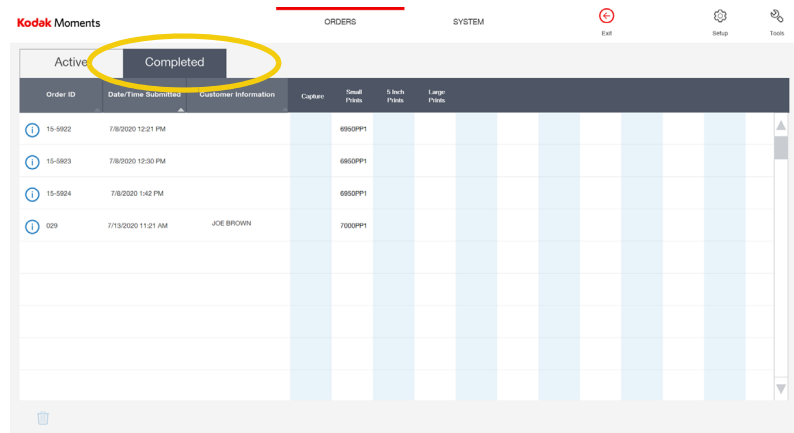 Kodak Moments ORDERS SYSTEM Exit Setup Tools
Active Completed
Order ID Date/Time Submitted Customer Information Capture Small Prints 5 Inch Prints Large Prints
15-5922 7/8/2020 12:21 PM 6950PP1
15-5923 7/8/2020 12:30 PM 6950PP1
15-5924 7/8/2020 1:42 PM 6950PP1
029 7/13/2020 11:21 AM JOE BROWN 7000PP1